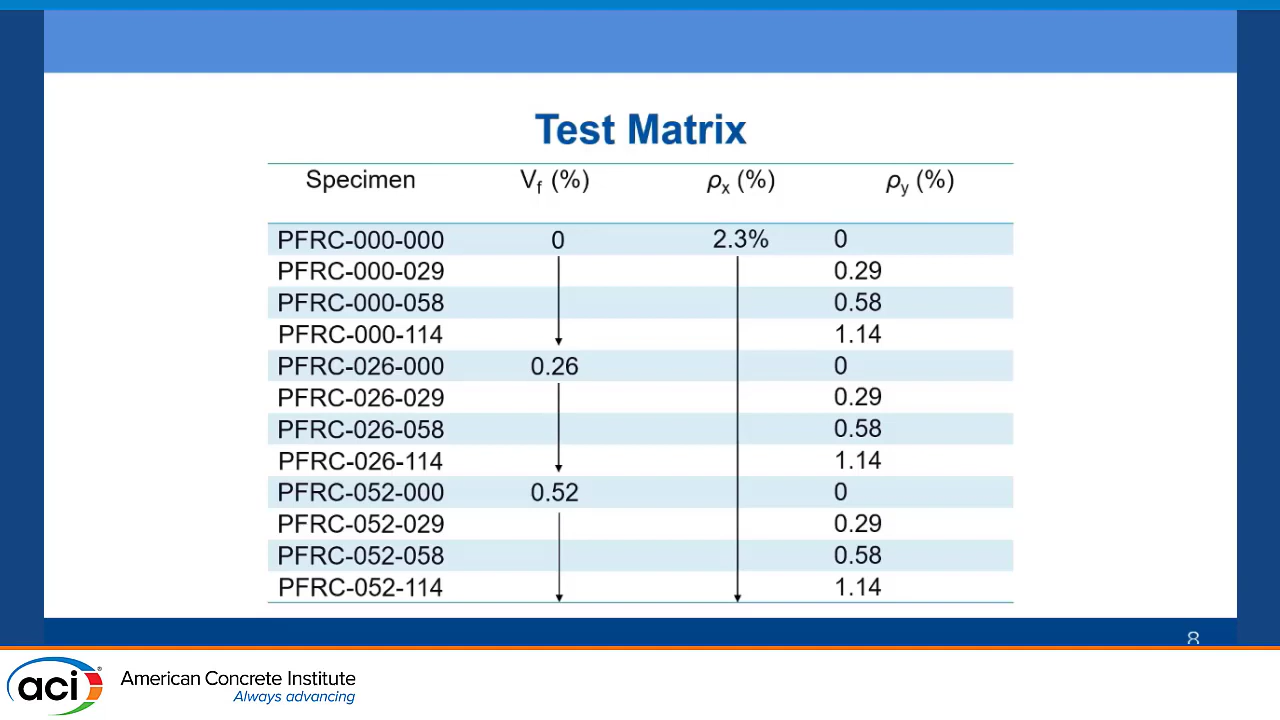 Test Matrix
Specimen Vf (%) ρx (%) ρy (%)
PFRC-000-000 0 2.3% 0
PFRC-000-029 0.29
PFRC-000-058 0.58
PFRC-000-114 1.14
PFRC-026-000 0.26 0
PFRC-026-029 0.29
PFRC-026-058 0.58
PFRC-026-114 1.14
PFRC-052-000 0.52 0
PFRC-052-029 0.29
PFRC-052-058 0.58
PFRC-052-114 1.14
8
aci® American Concrete Institute
Always advancing